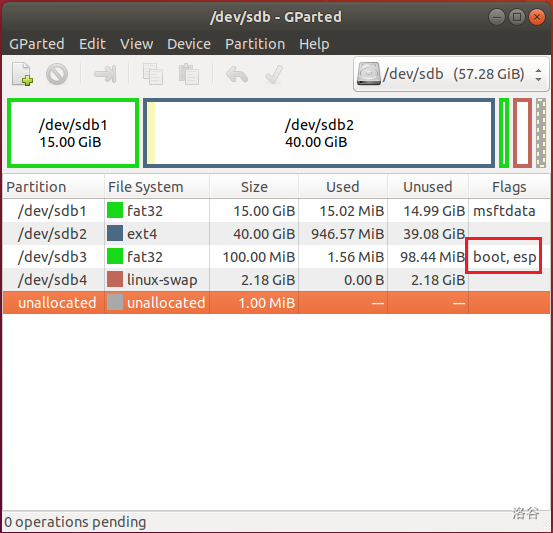 /dev/sdb - GParted
GParted Edit View Device Partition Help
/dev/sdb (57.28 GiB)
/dev/sdb1
15.00 GiB
/dev/sdb2
40.00 GiB
Partition File System Size Used Unused Flags
/dev/sdb1 fat32 15.00 GiB 15.02 MiB 14.99 GiB msftdata
/dev/sdb2 ext4 40.00 GiB 946.57 MiB 39.08 GiB
/dev/sdb3 fat32 100.00 MiB 1.56 MiB 98.44 MiB boot, esp
/dev/sdb4 linux-swap 2.18 GiB 0.00 B 2.18 GiB
unallocated unallocated 1.00 MiB --- ---
洛谷
0 operations pending